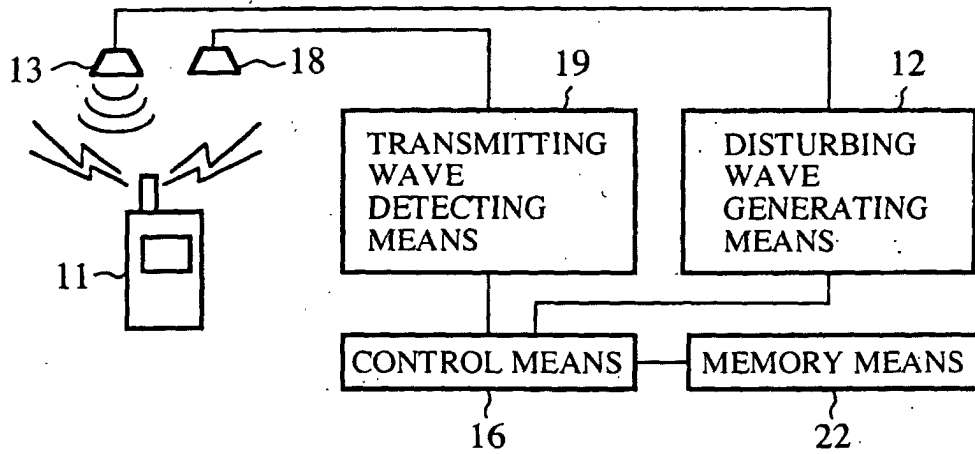 13
18
19
12
TRANSMITTING
WAVE
DETECTING
MEANS
DISTURBING
WAVE
GENERATING
MEANS
11
CONTROL MEANS
MEMORY MEANS
16
22